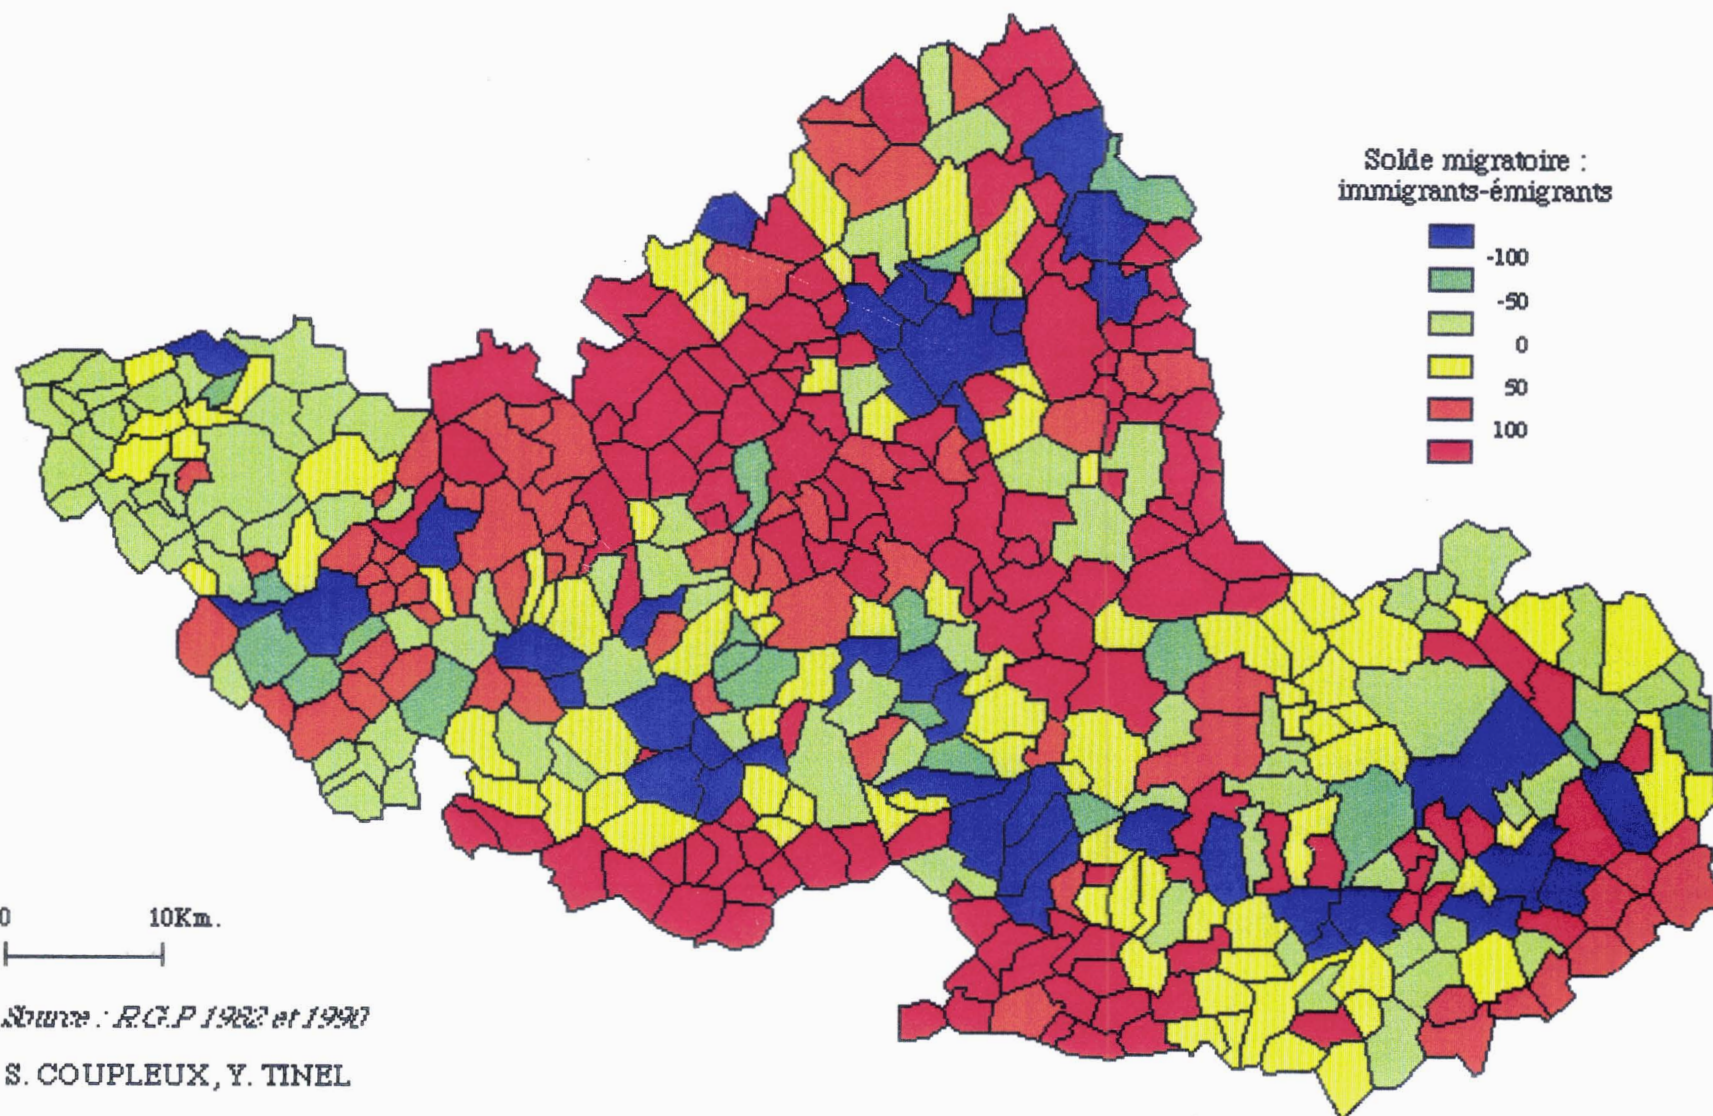 Solde migratoire :
immigrants-émigrants
-100
-50
0
50
100
0 10Km.
Source : R.G.P 1982 et 1990
S. COUPLEUX, Y. TINEL